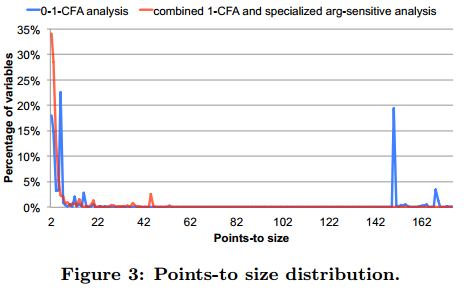 0-1-CFA analysis
combined 1-CFA and specialized arg-sensitive analysis
35%
30%
25%
20%
15%
10%
5%
0%
Percentage of variables
2 22 42 62 82 102 122 142 162
Points-to size
Figure 3: Points-to size distribution.